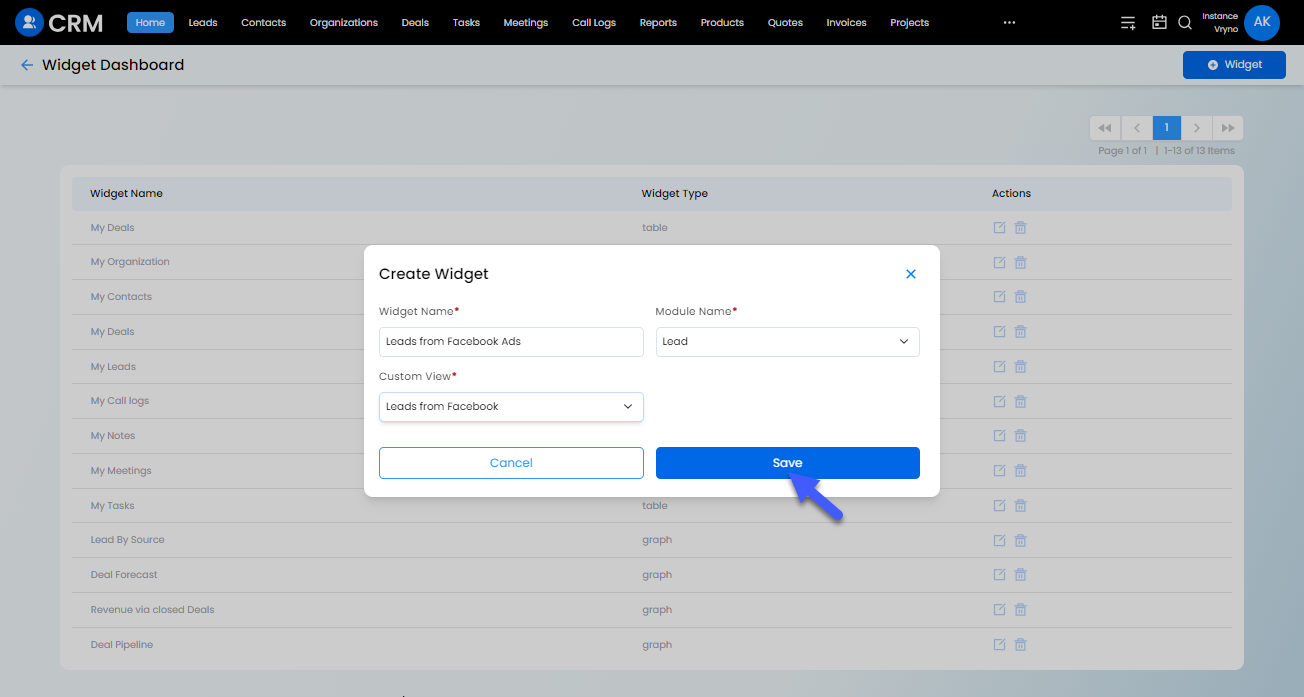 CRM Home Leads Contacts Organizations Deals Tasks Meetings Call Logs Reports Products Quotes Invoices Projects ... Instance Vryno AK
Widget Dashboard Widget
1
Page 1 of 1 | 1-13 of 13 Items
Widget Name Widget Type Actions
My Deals table
My Organization
My Contacts
My Deals
My Leads
My Call logs
My Notes
My Meetings
My Tasks table
Lead By Source graph
Deal Forecast graph
Revenue via closed Deals graph
Deal Pipeline graph
Create Widget
Widget Name* Module Name*
Leads from Facebook Ads Lead
Custom View*
Leads from Facebook
Cancel Save